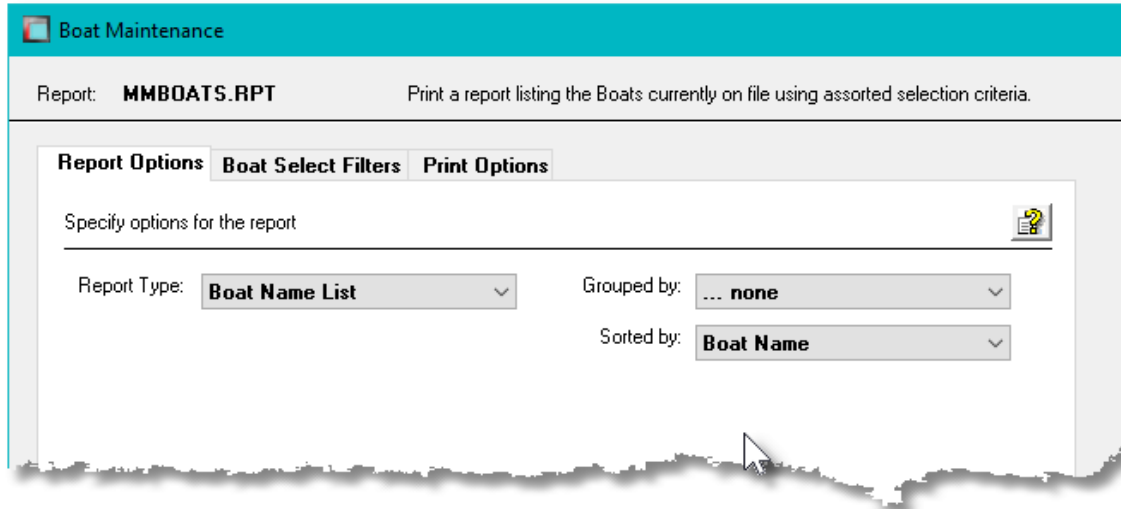 Boat Maintenance
Report: MMBOATS.RPT Print a report listing the Boats currently on file using assorted selection criteria.
Report Options Boat Select Filters Print Options
Specify options for the report
Report Type: Boat Name List Grouped by: ... none
Sorted by: Boat Name